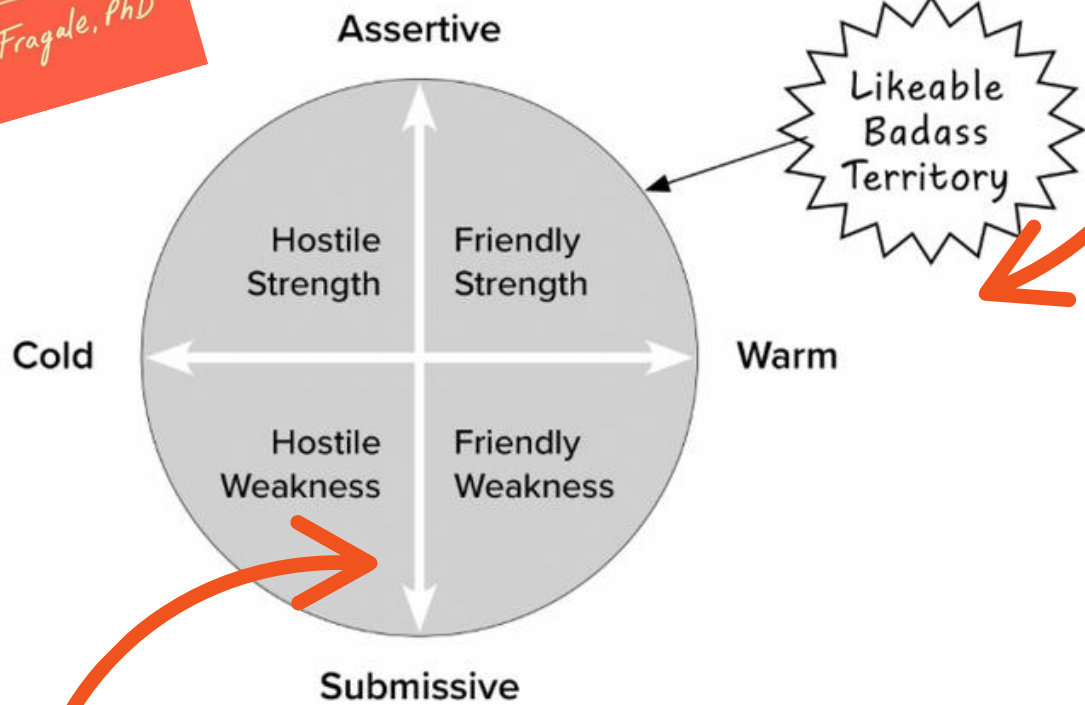 Fragale, PhD
Assertive
Likeable
Badass
Territory
Hostile
Strength
Friendly
Strength
Cold
Warm
Hostile
Weakness
Friendly
Weakness
Submissive